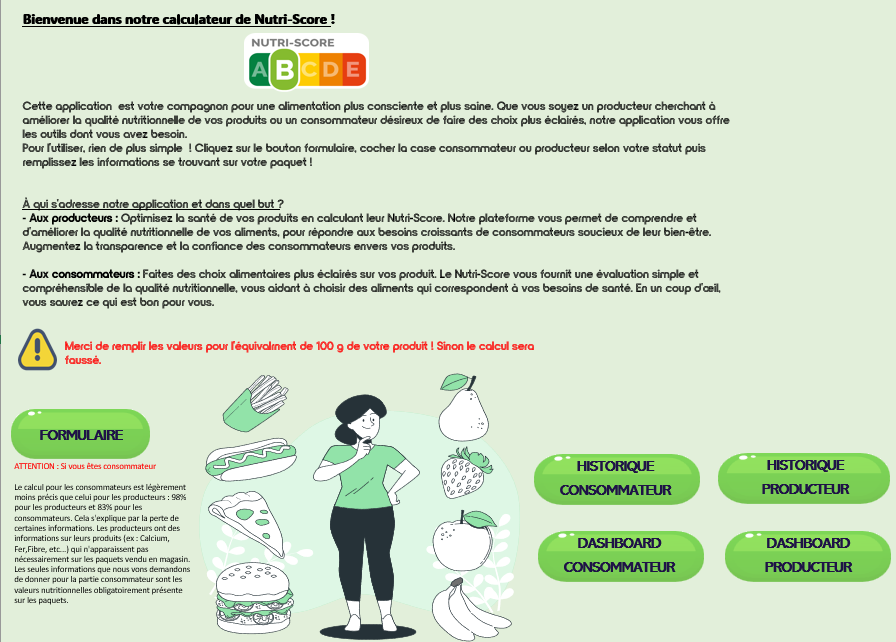 Bienvenue dans notre calculateur de Nutri-Score !
NUTRI-SCORE
A B C D E
Cette application est votre compagnon pour une alimentation plus consciente et plus saine. Que vous soyez un producteur cherchant à
améliorer la qualité nutritionnelle de vos produits ou un consommateur désireux de faire des choix plus éclairés, notre application vous offre
les outils dont vous avez besoin.
Pour l'utiliser, rien de plus simple ! Cliquez sur le bouton formulaire, cocher la case consommateur ou producteur selon votre statut puis
remplissez les informations se trouvant sur votre paquet !
À qui s'adresse notre application et dans quel but ?
- Aux producteurs : Optimisez la santé de vos produits en calculant leur Nutri-Score. Notre plateforme vous permet de comprendre et
d'améliorer la qualité nutritionnelle de vos aliments, pour répondre aux besoins croissants de consommateurs soucieux de leur bien-être.
Augmentez la transparence et la confiance des consommateurs envers vos produits.
- Aux consommateurs : Faites des choix alimentaires plus éclairés sur vos produit. Le Nutri-Score vous fournit une évaluation simple et
compréhensible de la qualité nutritionnelle, vous aidant à choisir des aliments qui correspondent à vos besoins de santé. En un coup d'œil,
vous saurez ce qui est bon pour vous.
Merci de remplir les valeurs pour l'équivalnent de 100 g de votre produit ! Sinon le calcul sera
faussé.
FORMULAIRE
ATTENTION : Si vous êtes consommateur
Le calcul pour les consommateurs est légèrement
moins précis que celui pour les producteurs : 98%
pour les producteurs et 83% pour les
consommateurs. Cela s'explique par la perte de
certaines informations. Les producteurs ont des
informations sur leurs produits (ex : Calcium,
Fer,Fibre, etc...) qui n'apparaissent pas
nécessairement sur les paquets vendu en magasin.
Les seules informations que nous vons demandons
de donner pour la partie consommateur sont les
valeurs nutritionnelles obligatoirement présente
sur les paquets.
HISTORIQUE
CONSOMMATEUR
HISTORIQUE
PRODUCTEUR
DASHBOARD
CONSOMMATEUR
DASHBOARD
PRODUCTEUR